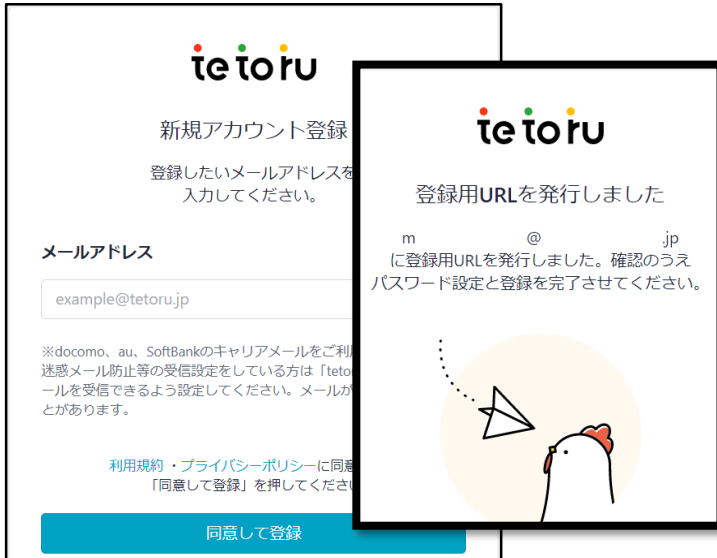 tetoru
新規アカウント登録
登録したいメールアドレスを
入力してください。
メールアドレス
example@tetoru.jp
※docomo、au、SoftBankのキャリアメールをご利
迷惑メール防止等の受信設定をしている方は「teto
ールを受信できるよう設定してください。メールが
とがあります。
利用規約・プライバシーポリシーに同意
「同意して登録」を押してくださ
同意して登録
tetoru
登録用URLを発行しました
m @ .jp
に登録用URLを発行しました。確認のうえ
パスワード設定と登録を完了させてください。